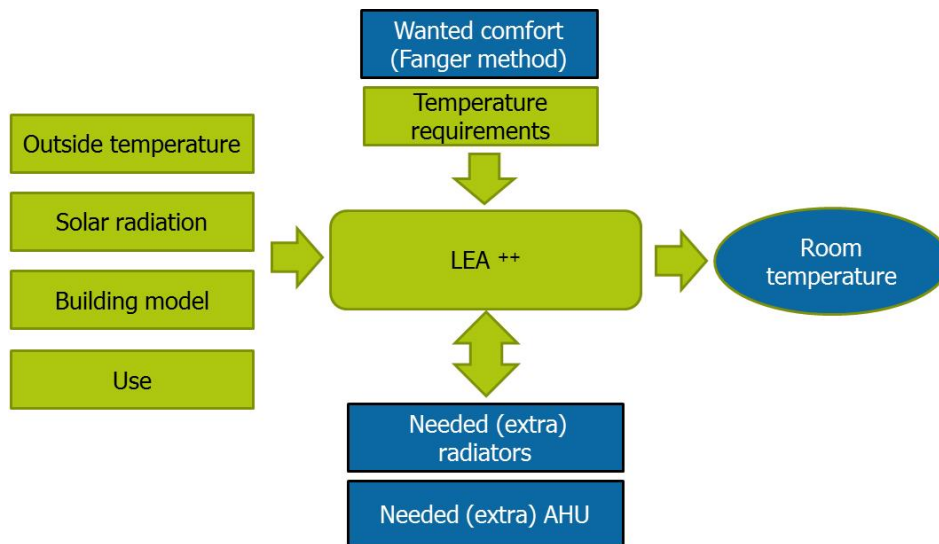 Wanted comfort
(Fanger method)
Temperature
requirements
Outside temperature
Solar radiation
Building model
Use
LEA ++
Room
temperature
Needed (extra)
radiators
Needed (extra) AHU